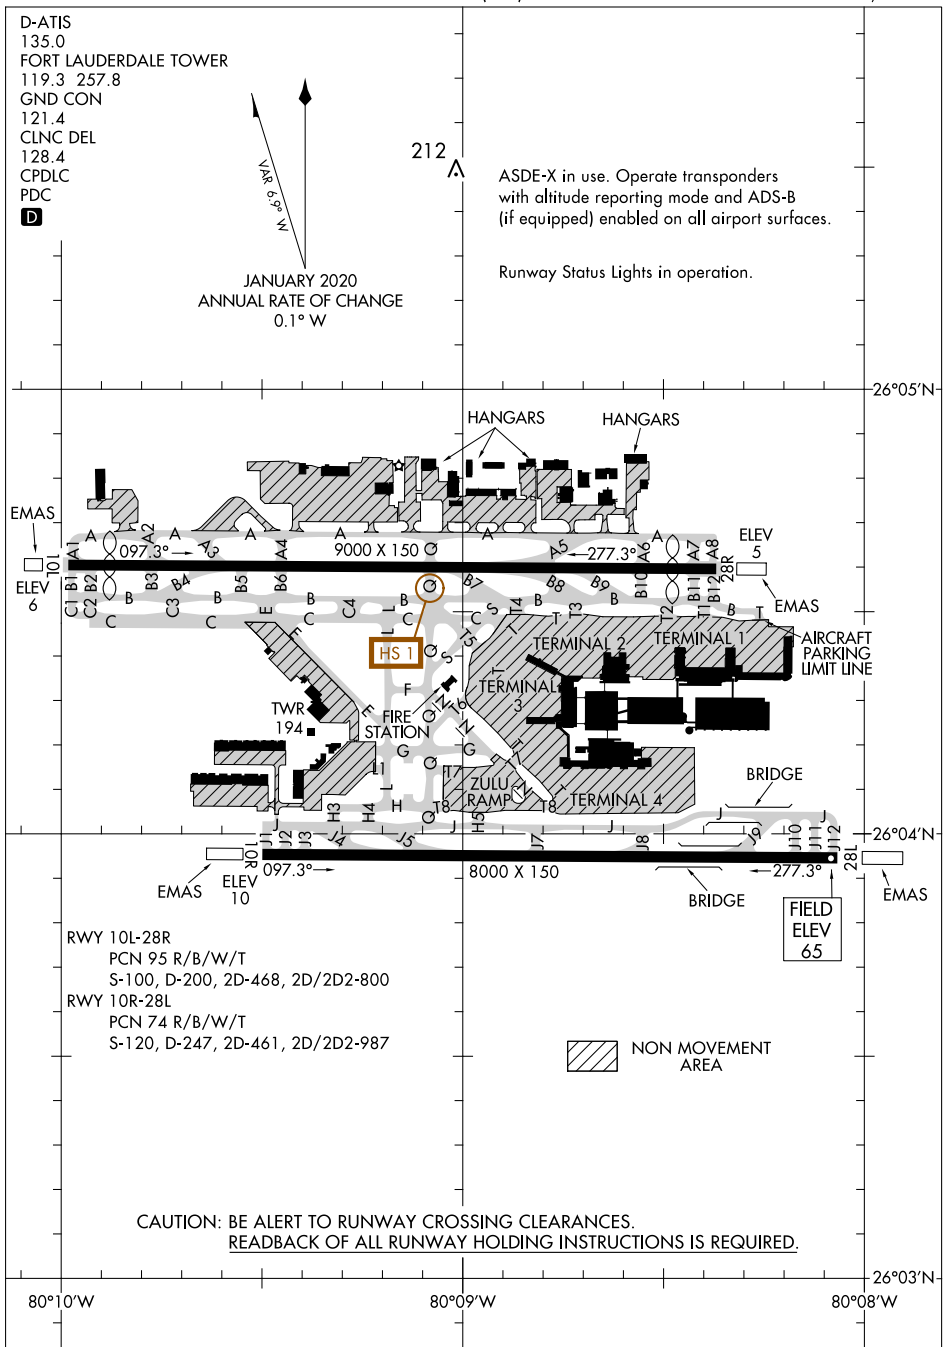 D-ATIS
135.0
FORT LAUDERDALE TOWER
119.3 257.8
GND CON
121.4
CLNC DEL
128.4
CPDLC
PDC
D
VAR 6.9° W
JANUARY 2020
ANNUAL RATE OF CHANGE
0.1° W
212
ASDE-X in use. Operate transponders
with altitude reporting mode and ADS-B
(if equipped) enabled on all airport surfaces.
Runway Status Lights in operation.
26°05'N
HANGARS
HANGARS
EMAS
A
A2
A
A3
A4
A
Q
A
A5
A6
A7
A8
ELEV
5
10L
A1
097.3°
9000 X 150
277.3°
28R
ELEV
6
B1
B2
B3
B4
B5
B6
Q
B7
B8
B9
B10
B11
B12
EMAS
C1
C2
B
C3
B
E
C4
L
B
S
T4
B
T3
T2
T1
B
T
C
C
C
C
T
HS 1
F
L
Q
S
T5
T
TERMINAL 2
TERMINAL 1
AIRCRAFT
PARKING
LIMIT LINE
T
TERMINAL
3
F
TWR
194
F
FIRE
STATION
Q
N
T6
N
G
Q
G
L1
L
T7
T7
N
ZULU
RAMP
T
T8
T8
TERMINAL 4
BRIDGE
H3
H4
H
Q
J
H5
J
J
J
J
26°04'N
J1
J2
J3
J4
J5
J7
J8
J9
J10
J11
J12
10R
28L
097.3°
8000 X 150
277.3°
EMAS
ELEV
10
BRIDGE
EMAS
FIELD
ELEV
65
RWY 10L-28R
PCN 95 R/B/W/T
S-100, D-200, 2D-468, 2D/2D2-800
RWY 10R-28L
PCN 74 R/B/W/T
S-120, D-247, 2D-461, 2D/2D2-987
NON MOVEMENT
AREA
CAUTION: BE ALERT TO RUNWAY CROSSING CLEARANCES.
READBACK OF ALL RUNWAY HOLDING INSTRUCTIONS IS REQUIRED.
26°03'N
80°10'W
80°09'W
80°08'W